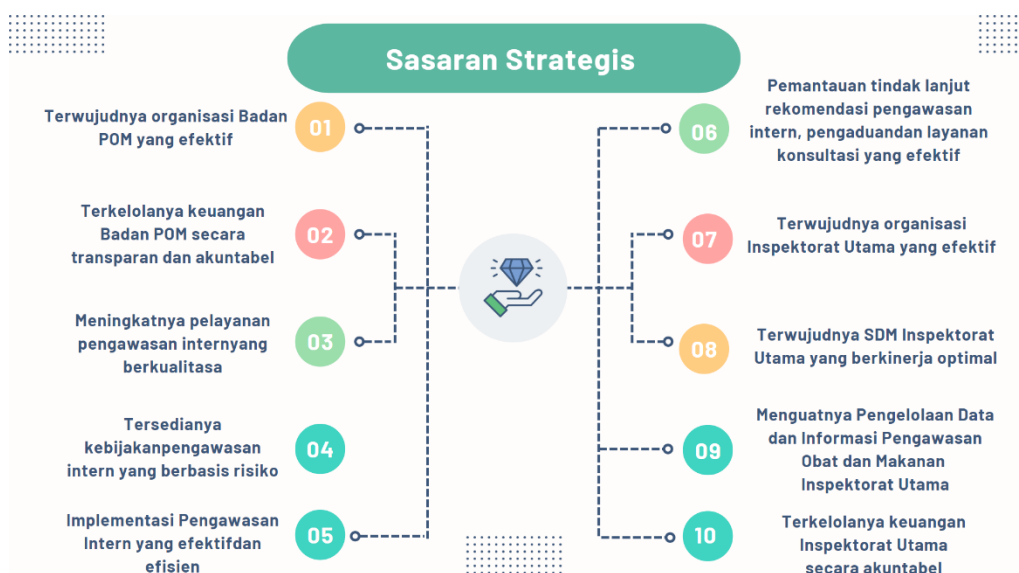 Sasaran Strategis
01
Terwujudnya organisasi Badan
POM yang efektif
02
Terkelolanya keuangan
Badan POM secara
transparan dan akuntabel
03
Meningkatnya pelayanan
pengawasan internyang
berkualitasa
04
Tersedianya
kebijakanpengawasan
intern yang berbasis risiko
05
Implementasi Pengawasan
Intern yang efektifdan
efisien
06
Pemantauan tindak lanjut
rekomendasi pengawasan
intern, pengaduandan layanan
konsultasi yang efektif
07
Terwujudnya organisasi
Inspektorat Utama yang efektif
08
Terwujudnya SDM Inspektorat
Utama yang berkinerja optimal
09
Menguatnya Pengelolaan Data
dan Informasi Pengawasan
Obat dan Makanan
Inspektorat Utama
10
Terkelolanya keuangan
Inspektorat Utama
secara akuntabel